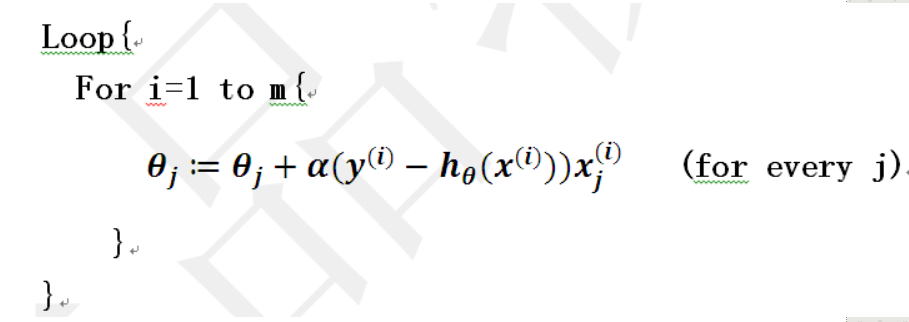 Loop{
For i=1 to m{
θ_j := θ_j + α(y^(i) − h_θ(x^(i)))x_j^(i) (for every j)
}
}